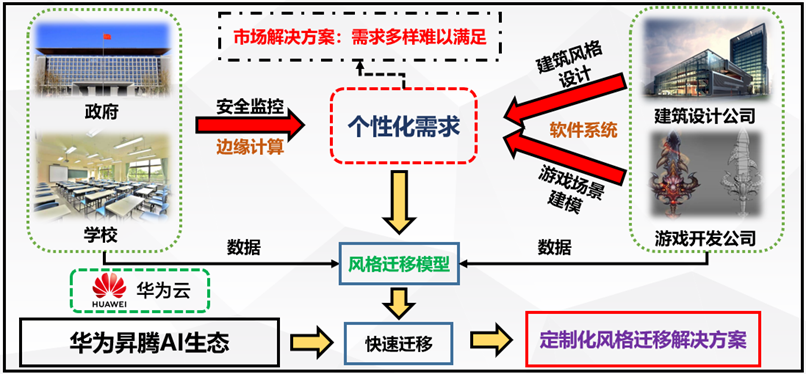 市场解决方案：需求多样难以满足
政府
安全监控
边缘计算
个性化需求
建筑风格
设计
软件系统
游戏场景
建模
建筑设计公司
学校
游戏开发公司
数据
风格迁移模型
数据
HUAWEI
华为云
华为昇腾AI生态
快速迁移
定制化风格迁移解决方案